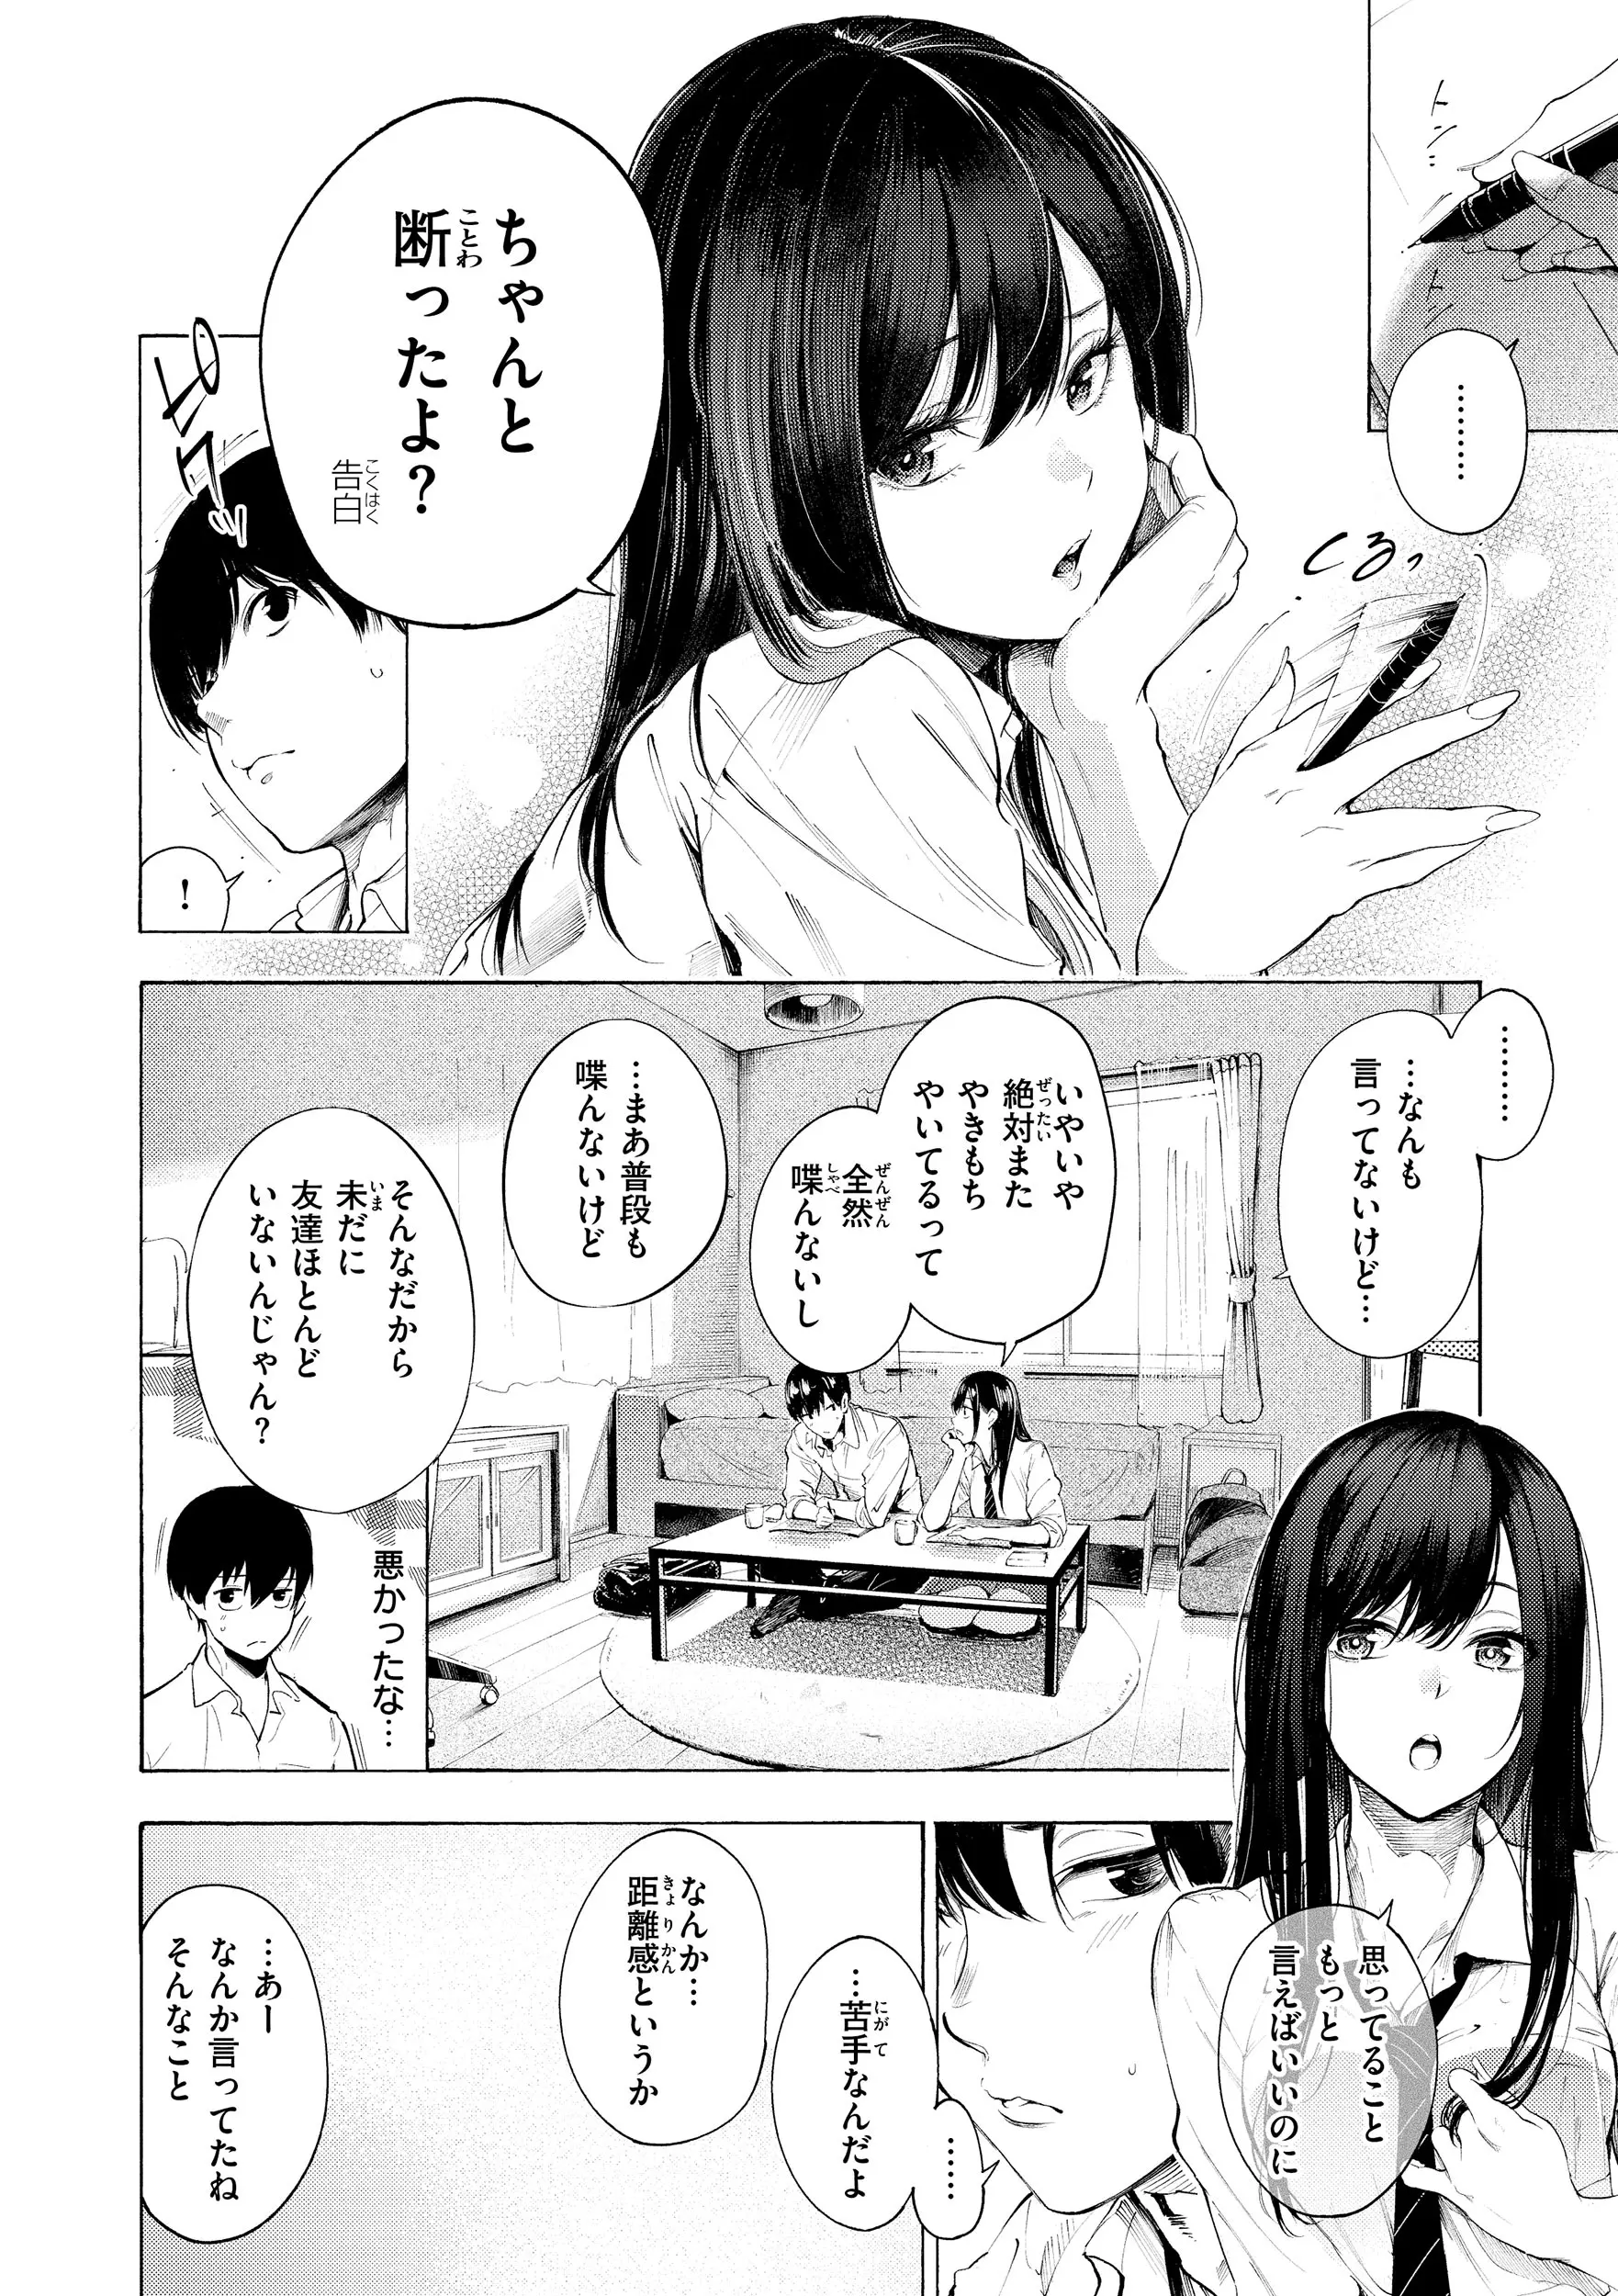 トン
トントン
………
くるっ
ちゃんと
断ったよ？
告白
ピクッ
！
………
…なんも
言ってないけど…
いやいや
絶対また
やきもち
やいてるって
全然
喋んないし
…まあ普段も
喋んないけど
そんなだから
未だに
友達ほとんど
いないんじゃん？
悪かったな…
思ってること
もっと
言えばいいのに
……
…苦手なんだよ
なんか…
距離感というか
…あー
なんか言ってたね
そんなこと